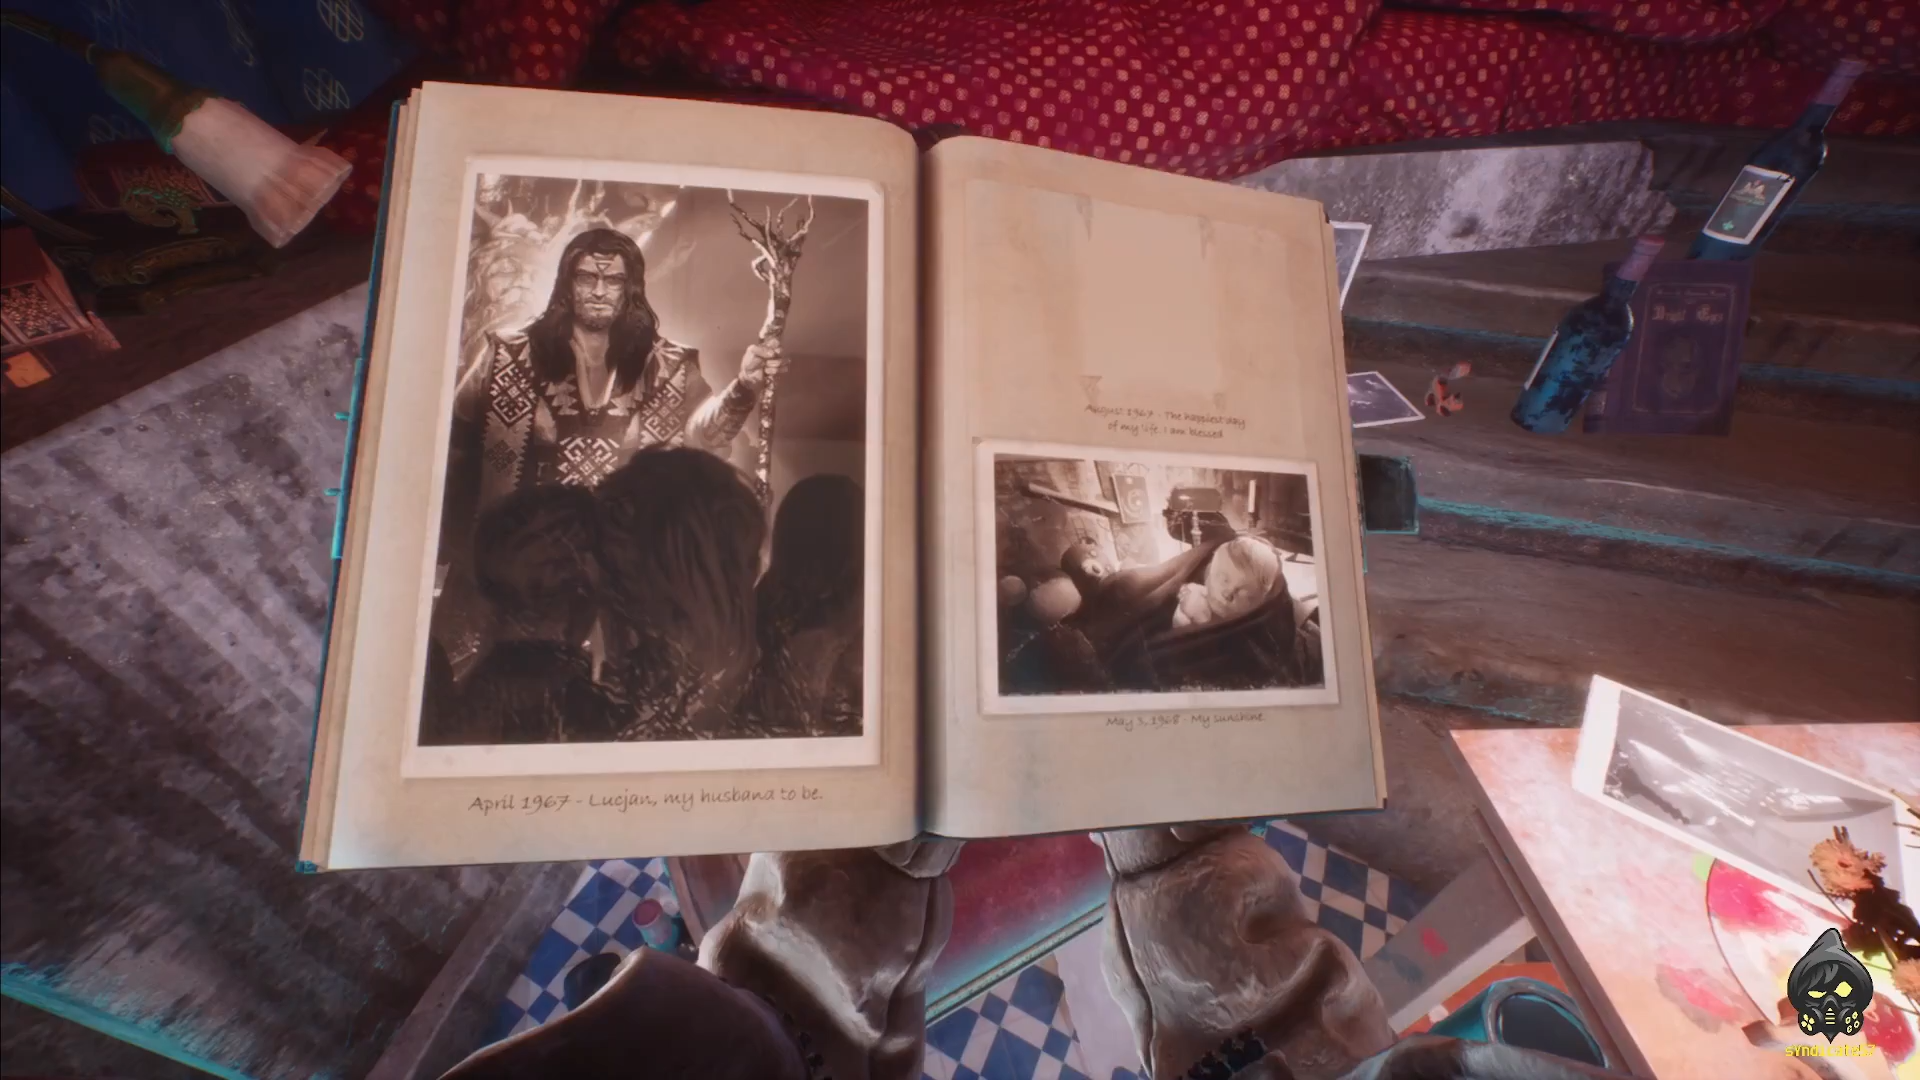 April 1967 - Lucjan, my husband to be.
August 1967 - The happiest day
of my life. I am blessed
May 3, 1968 - My sunshine.